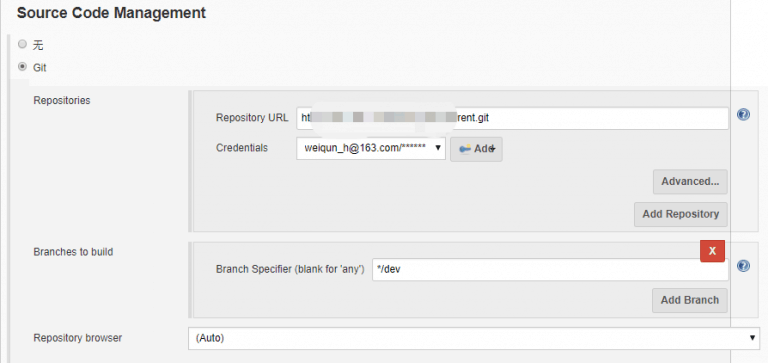 Source Code Management
无
Git
Repositories
Repository URL ht rent.git
Credentials weiqun_h@163.com/****** Add
Advanced...
Add Repository
Branches to build
X
Branch Specifier (blank for 'any') */dev
Add Branch
Repository browser (Auto)